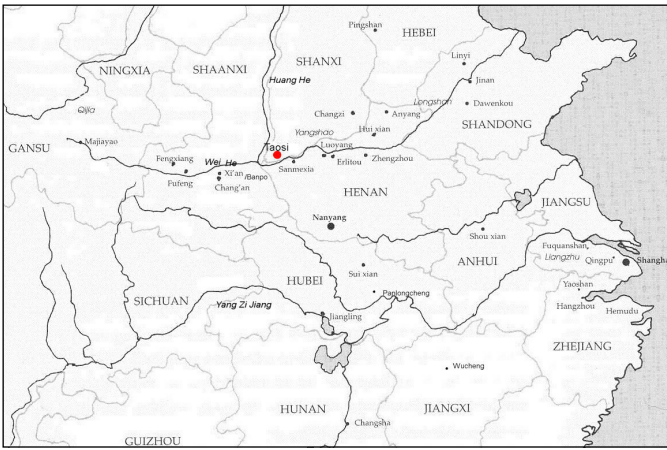 Pingshan
HEBEI
SHANXI
Linyi
NINGXIA
SHAANXI
Huang He
Jinan
Qijia
Longshan
Dawenkou
Changzi
Anyang
Hui xian
Yangshao
SHANDONG
Majiayao
Taosi
Luoyang
GANSU
Wei He
Fengxiang
Sanmexia
Erlitou
Zhengzhou
Xi'an
/Banpo
Fufeng
Chang'an
HENAN
JIANGSU
Nanyang
Shou xian
Fuquanshan
Liangzhu
Qingpu
Shangha
ANHUI
Sui xian
HUBEI
Panlongcheng
Yaoshan
SICHUAN
Yang Zi Jiang
Jiangling
Hangzhou
Hemudu
ZHEJIANG
Wucheng
HUNAN
JIANGXI
Changsha
GUIZHOU